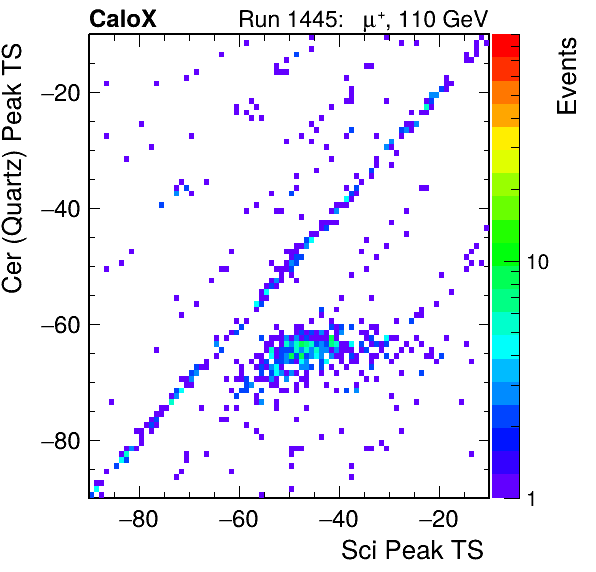 CaloX Run 1445: μ⁺, 110 GeV
Events
Cer (Quartz) Peak TS
−20
−40
−60
−80
10
1
−80 −60 −40 −20
Sci Peak TS